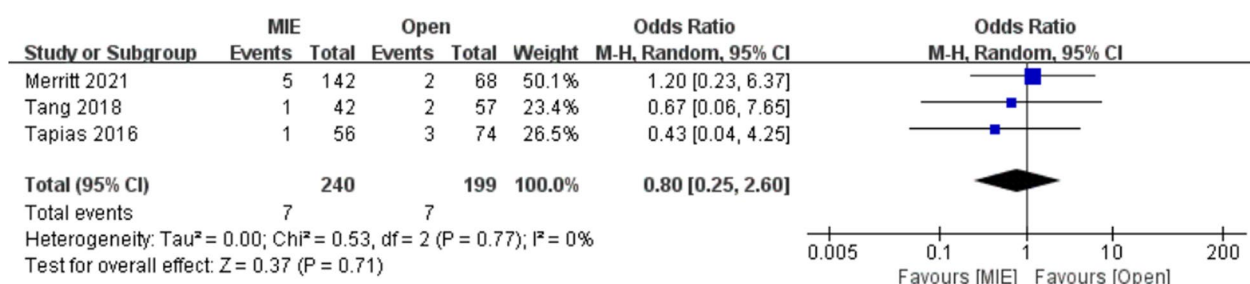 MIE Open Odds Ratio Odds Ratio
Study or Subgroup Events Total Events Total Weight M-H, Random, 95% CI M-H, Random, 95% CI
Merritt 2021 5 142 2 68 50.1% 1.20 [0.23, 6.37]
Tang 2018 1 42 2 57 23.4% 0.67 [0.06, 7.65]
Tapias 2016 1 56 3 74 26.5% 0.43 [0.04, 4.25]
Total (95% CI) 240 199 100.0% 0.80 [0.25, 2.60]
Total events 7 7
Heterogeneity: Tau² = 0.00; Chi² = 0.53, df = 2 (P = 0.77); I² = 0%
Test for overall effect: Z = 0.37 (P = 0.71)
0.005 0.1 1 10 200
Favours [MIE] Favours [Open]